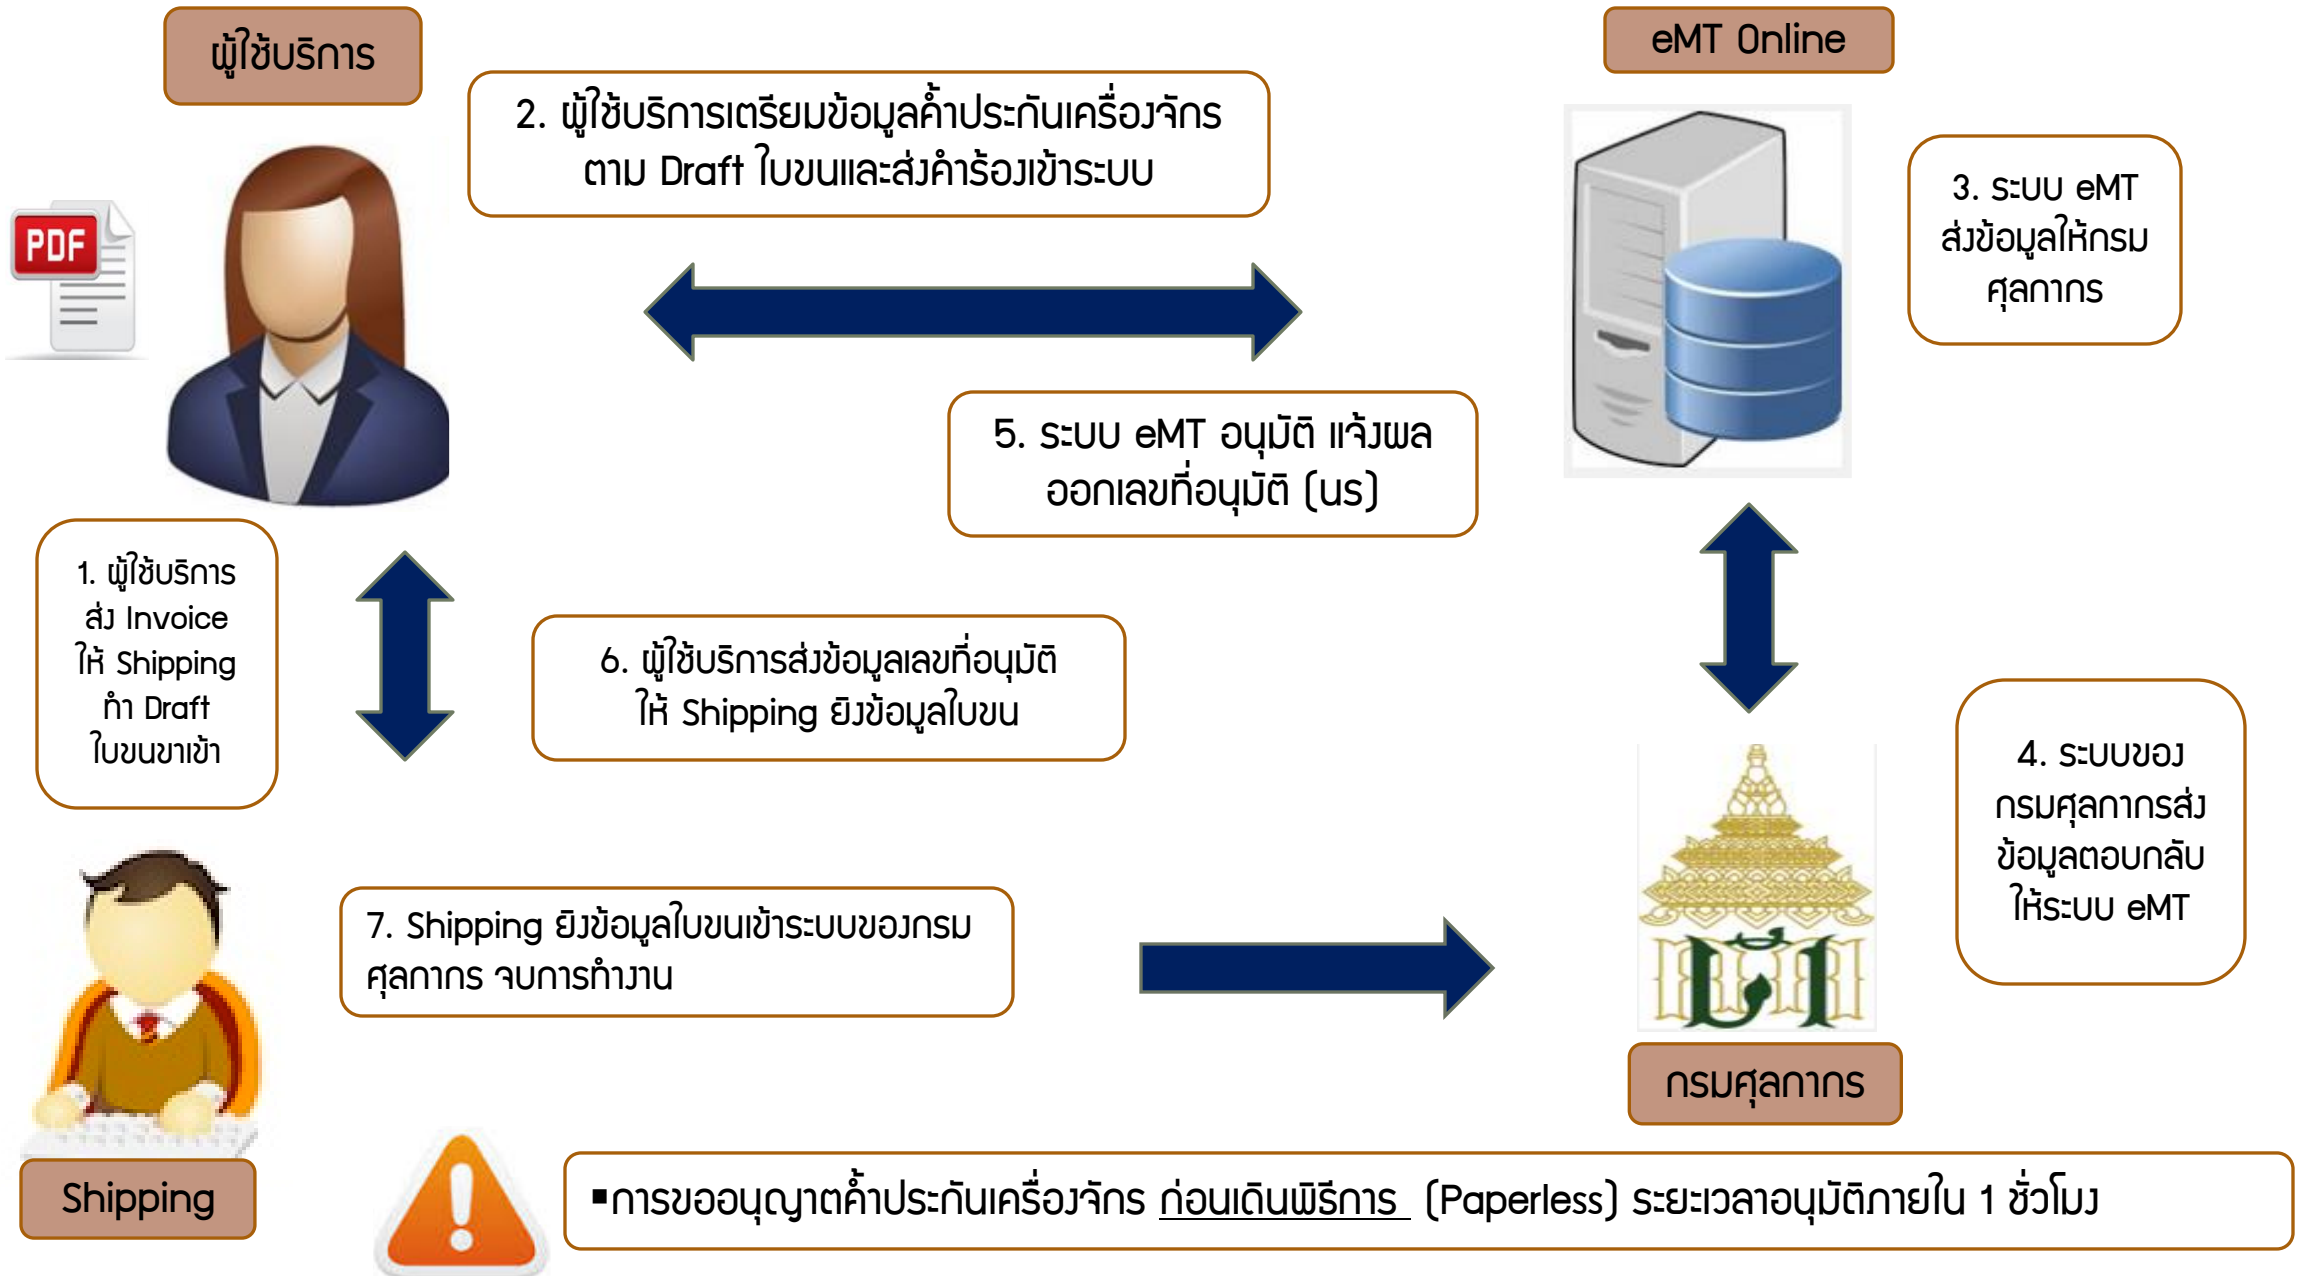 ผู้ใช้บริการ
eMT Online
2. ผู้ใช้บริการเตรียมข้อมูลค้ำประกันเครื่องจักร
ตาม Draft ใบขนและส่งคำร้องเข้าระบบ
PDF
3. ระบบ eMT
ส่งข้อมูลให้กรม
ศุลกากร
5. ระบบ eMT อนุมัติ แจ้งผล
ออกเลขที่อนุมัติ (นร)
1. ผู้ใช้บริการ
ส่ง Invoice
ให้ Shipping
ทำ Draft
ใบขนขาเข้า
6. ผู้ใช้บริการส่งข้อมูลเลขที่อนุมัติ
ให้ Shipping ยิงข้อมูลใบขน
4. ระบบของ
กรมศุลกากรส่ง
ข้อมูลตอบกลับ
ให้ระบบ eMT
7. Shipping ยิงข้อมูลใบขนเข้าระบบของกรม
ศุลกากร จบการทำงาน
กรมศุลกากร
Shipping
▪การขออนุญาตค้ำประกันเครื่องจักร ก่อนเดินพิธีการ (Paperless) ระยะเวลาอนุมัติภายใน 1 ชั่วโมง